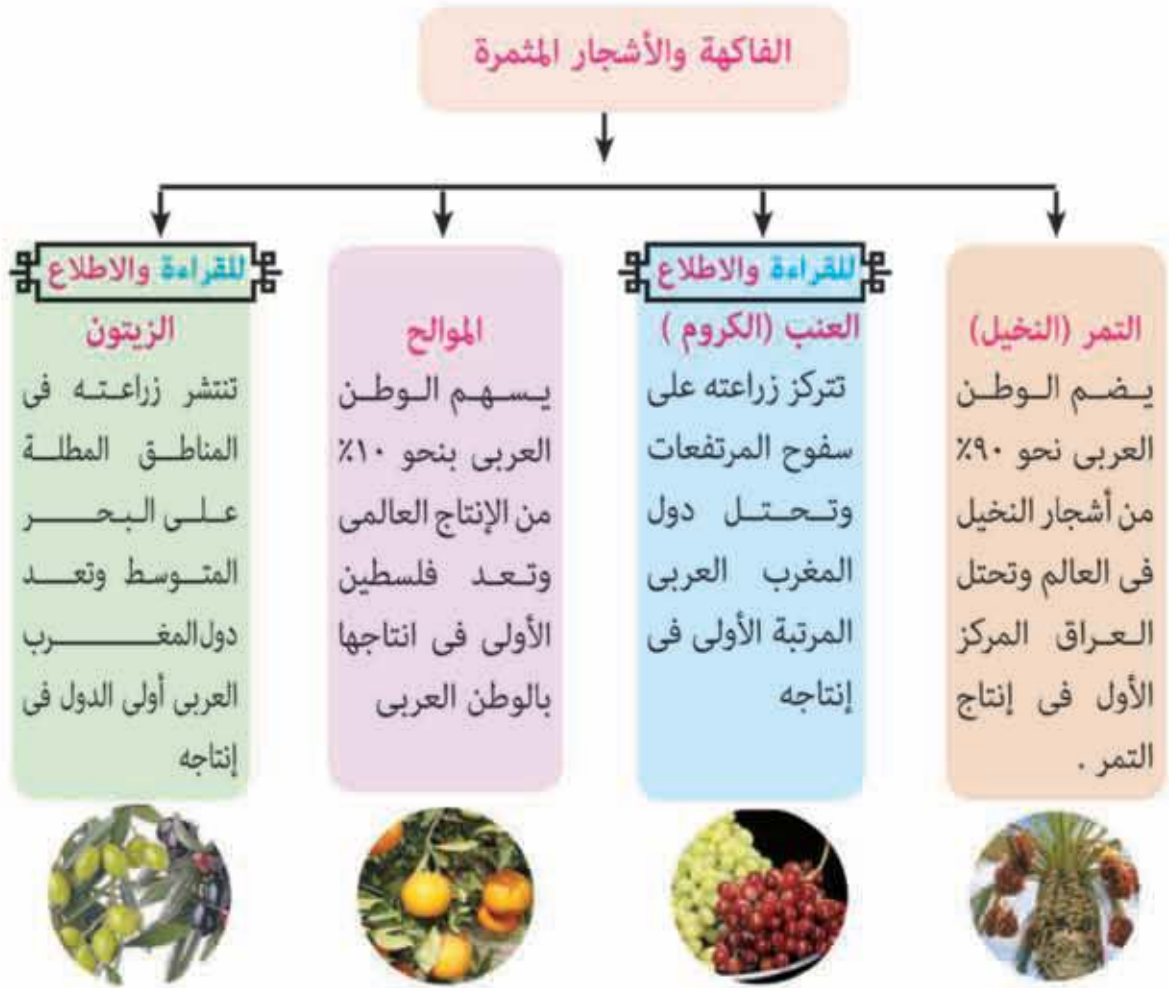 الفاكهة والأشجار المثمرة
التمر (النخيل)
يضم الوطن
العربى نحو ٩٠٪
من أشجار النخيل
فى العالم وتحتل
العراق المركز
الأول فى إنتاج
التمر .
للقراءة والاطلاع
العنب (الكروم )
تتركز زراعته على
سفوح المرتفعات
وتحتل دول
المغرب العربى
المرتبة الأولى فى
إنتاجه
الموالح
يسهم الوطن
العربى بنحو ١٠٪
من الإنتاج العالمى
وتعد فلسطين
الأولى فى انتاجها
بالوطن العربى
للقراءة والاطلاع
الزيتون
تنتشر زراعته فى
المناطق المطلة
على البحر
المتوسط وتعد
دول المغرب
العربى أولى الدول فى
إنتاجه